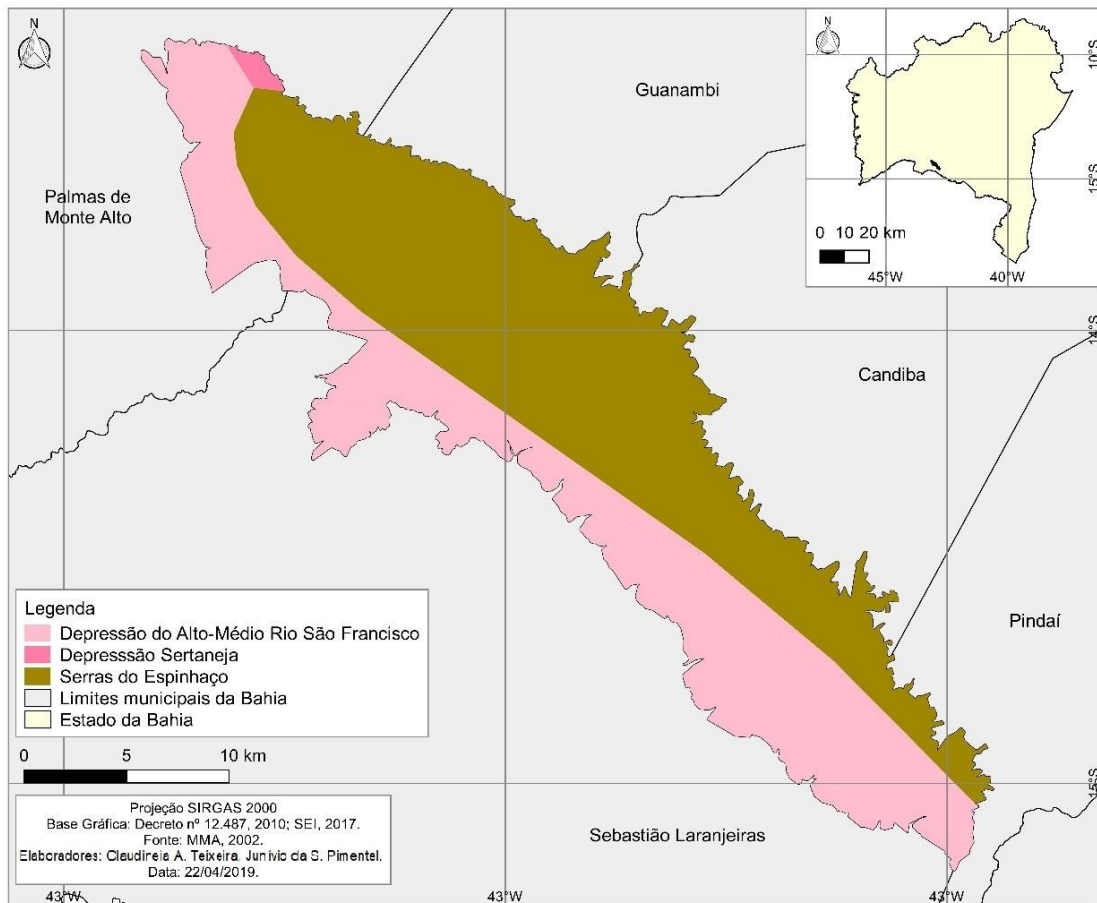 N
Guanambi
Palmas de
Monte Alto
Candiba
Pindaí
Sebastião Laranjeiras
N
10°S
15°S
0 10 20 km
45°W
40°W
15°S
Legenda
Depressão do Alto-Médio Rio São Francisco
Depresssão Sertaneja
Serras do Espinhaço
Limites municipais da Bahia
Estado da Bahia
0 5 10 km
Projeção SIRGAS 2000
Base Gráfica: Decreto nº 12.487, 2010; SEI, 2017.
Fonte: MMA, 2002.
Elaboradores: Claudineia A. Teixeira, Junívio da S. Pimentel.
Data: 22/04/2019.
43°W
43°W
43°W